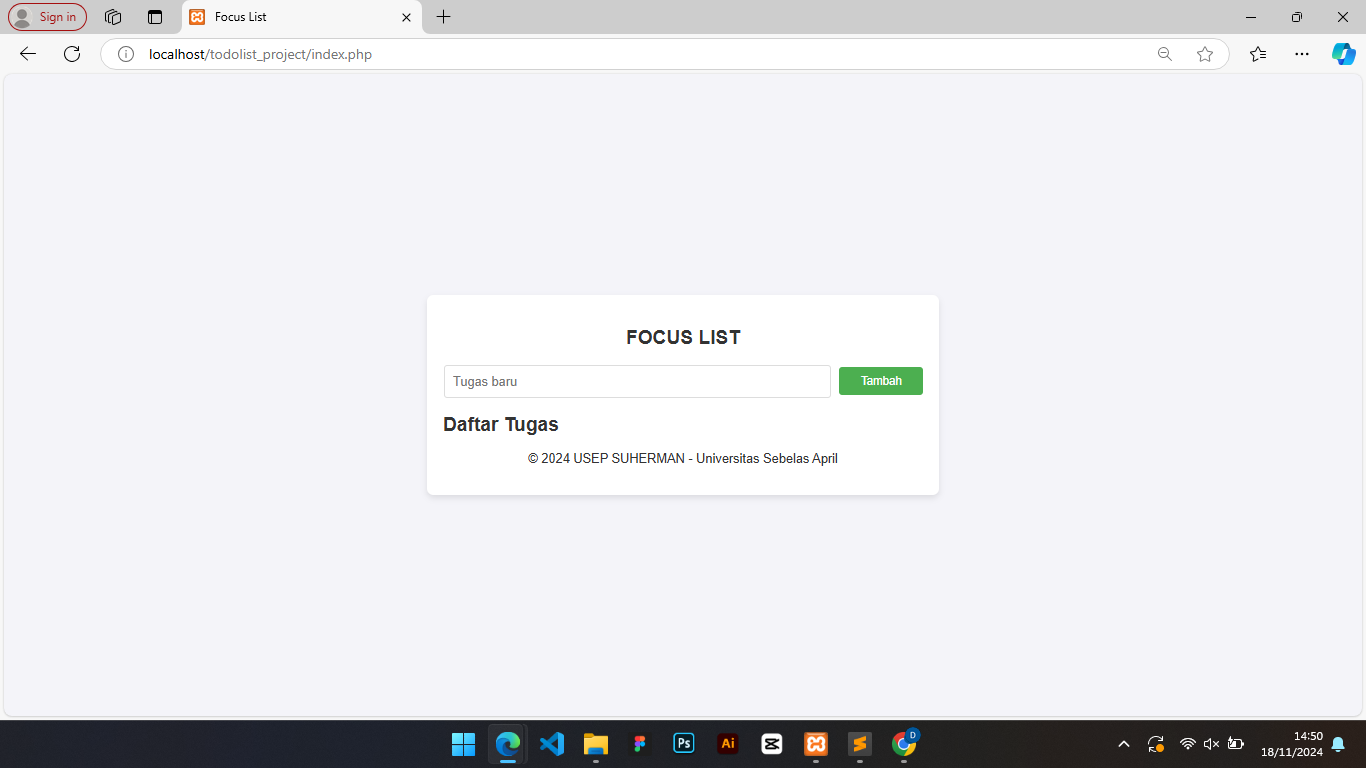 Sign in
Focus List
localhost/todolist_project/index.php
FOCUS LIST
Tugas baru
Tambah
Daftar Tugas
© 2024 USEP SUHERMAN - Universitas Sebelas April
Ps
Ai
D
14:50
18/11/2024